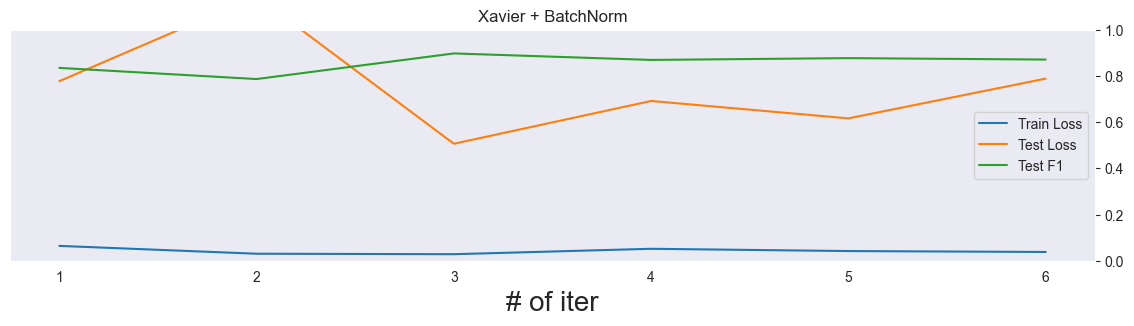 Xavier + BatchNorm
1.0
0.8
0.6
0.4
0.2
0.0
Train Loss
Test Loss
Test F1
1 2 3 4 5 6
# of iter